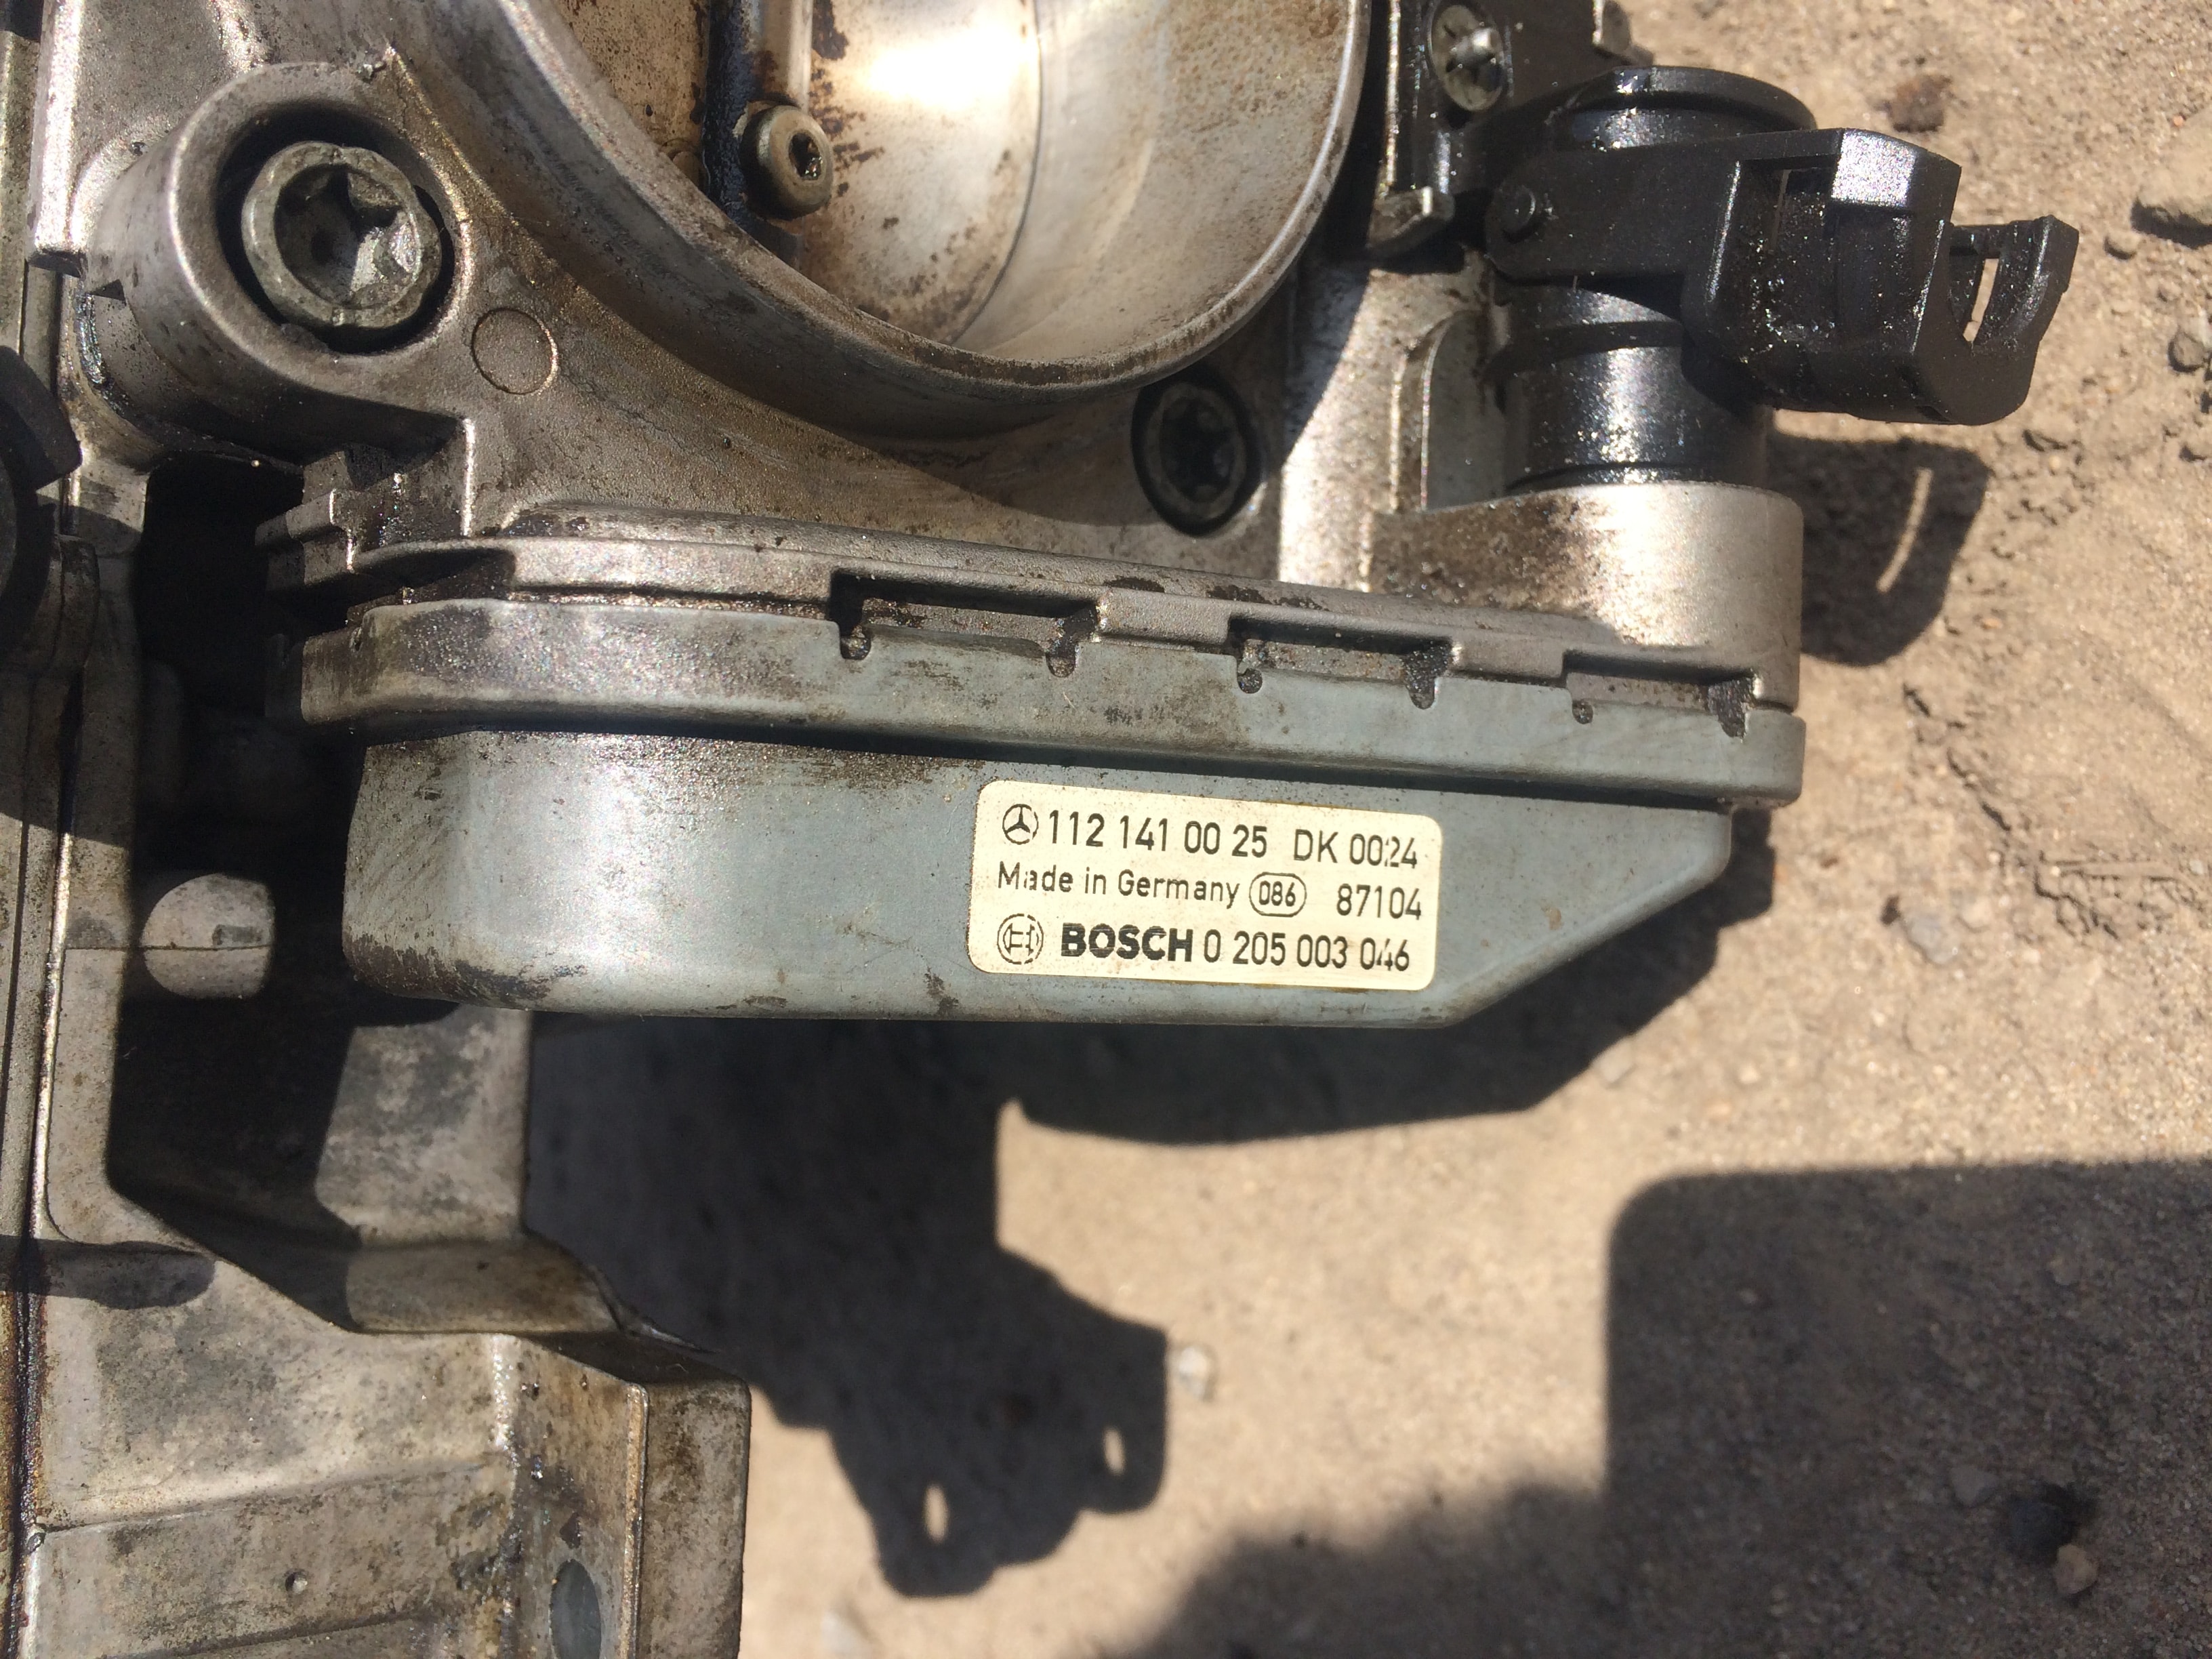 112 141 00 25 DK 0024
Made in Germany 086 87104
BOSCH 0 205 003 046